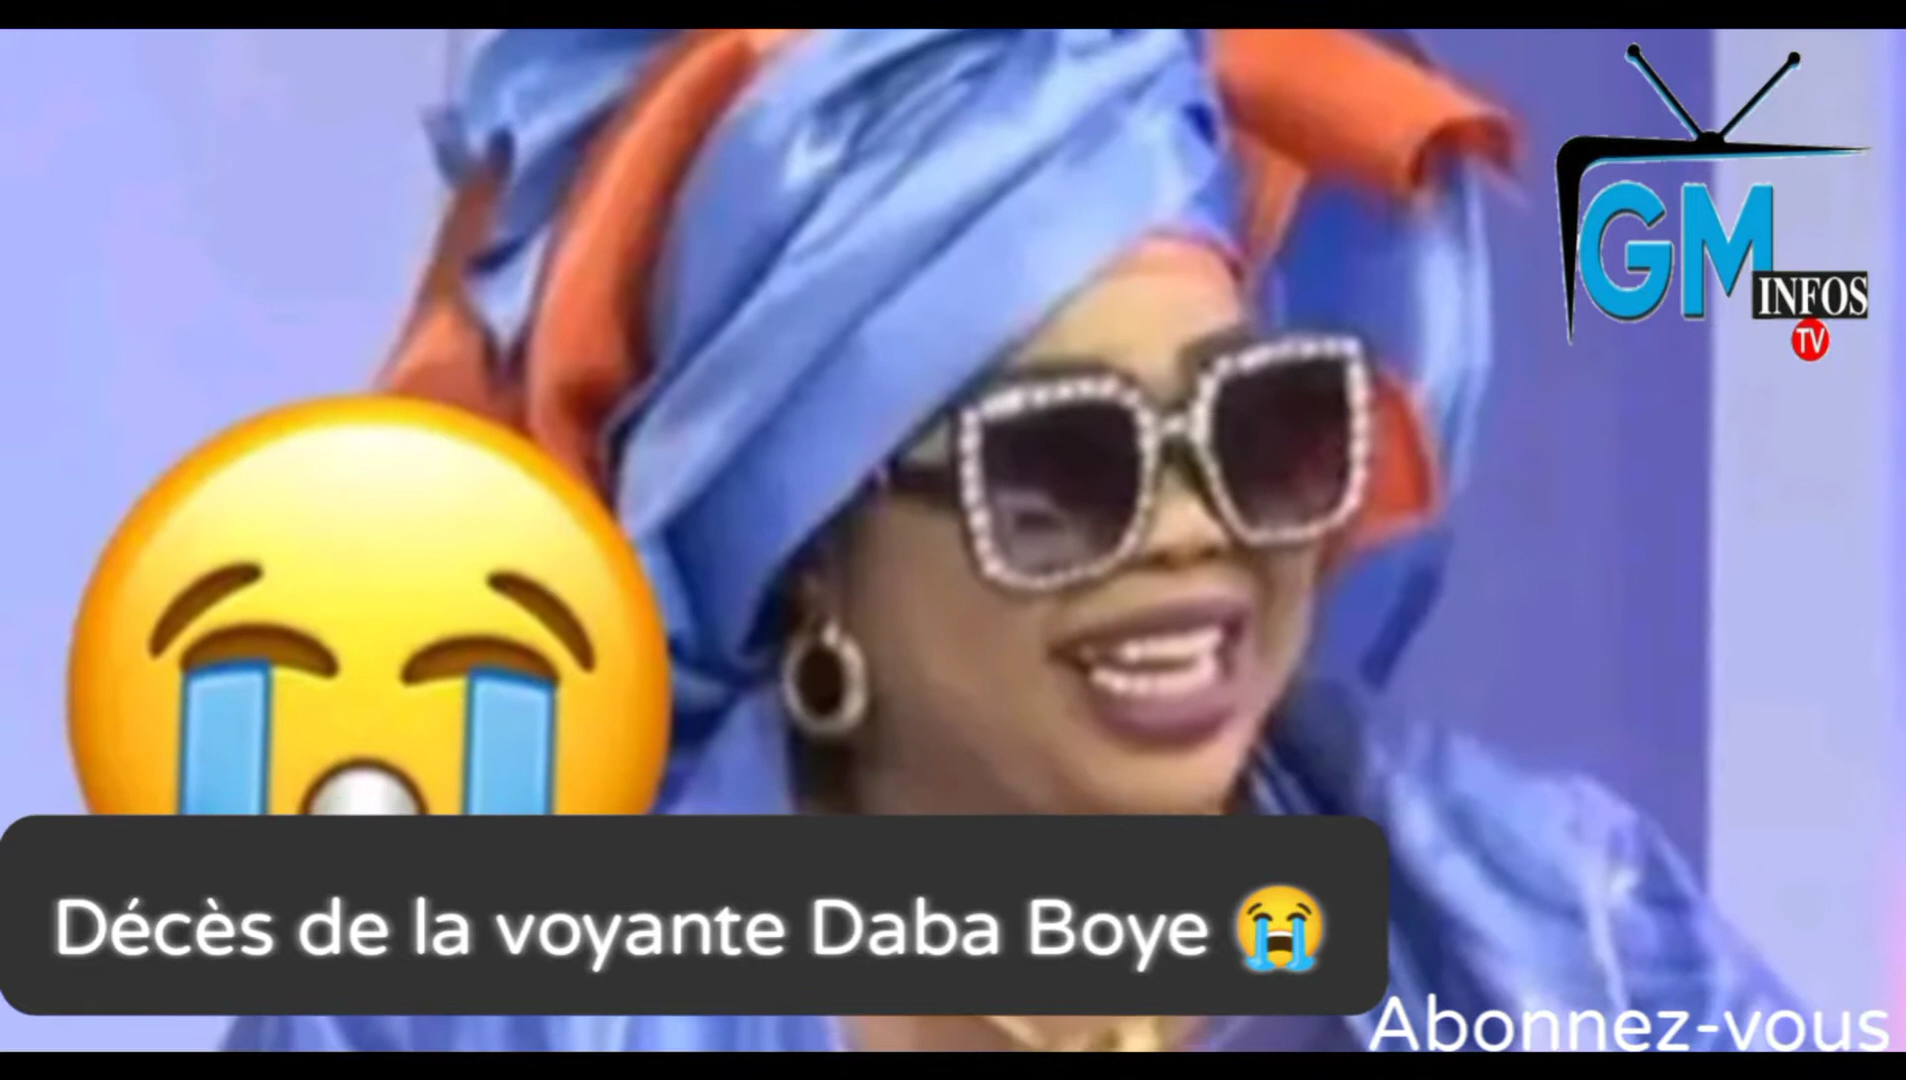 GM
INFOS
TV
Décès de la voyante Daba Boye 😭
Abonnez-vous